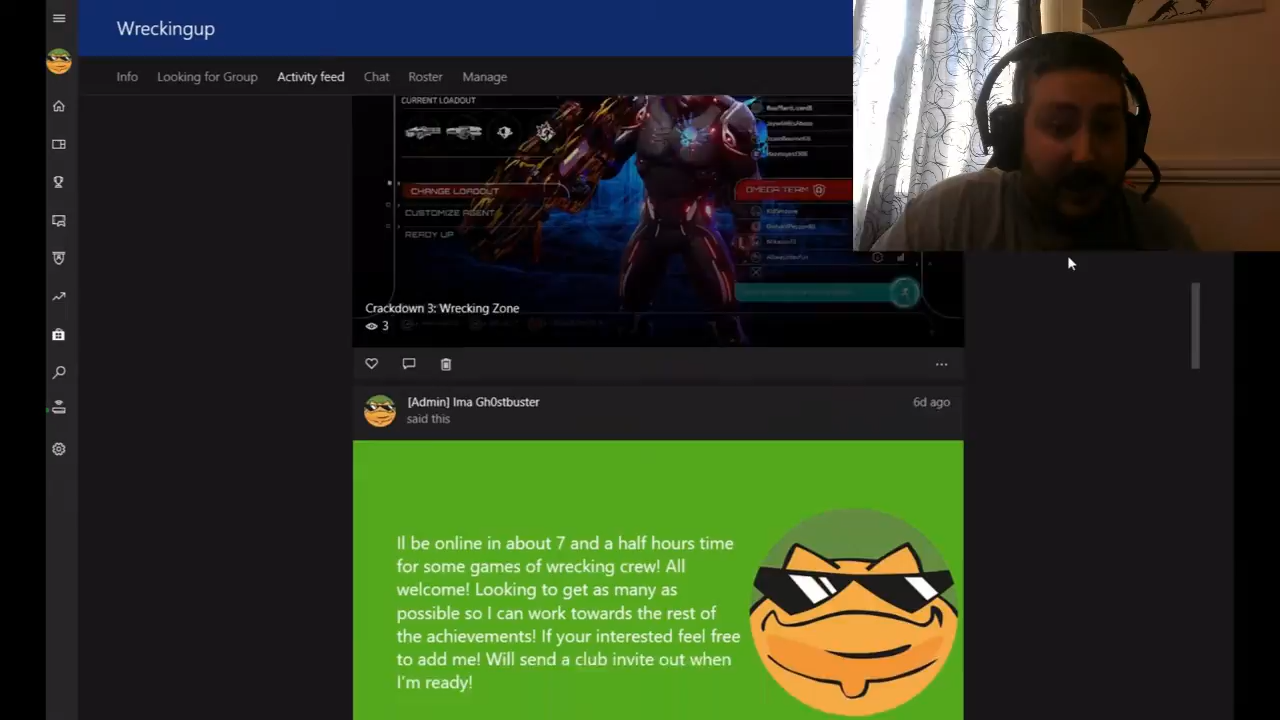 Wreckingup
Info Looking for Group Activity feed Chat Roster Manage
CURRENT LOADOUT
CHANGE LOADOUT
OMEGA TERM
CUSTOMIZE AGENT
READY UP
Crackdown 3: Wrecking Zone
3
[Admin] Ima Gh0stbuster
6d ago
said this
Il be online in about 7 and a half hours time
for some games of wrecking crew! All
welcome! Looking to get as many as
possible so I can work towards the rest of
the achievements! If your interested feel free
to add me! Will send a club invite out when
I'm ready!